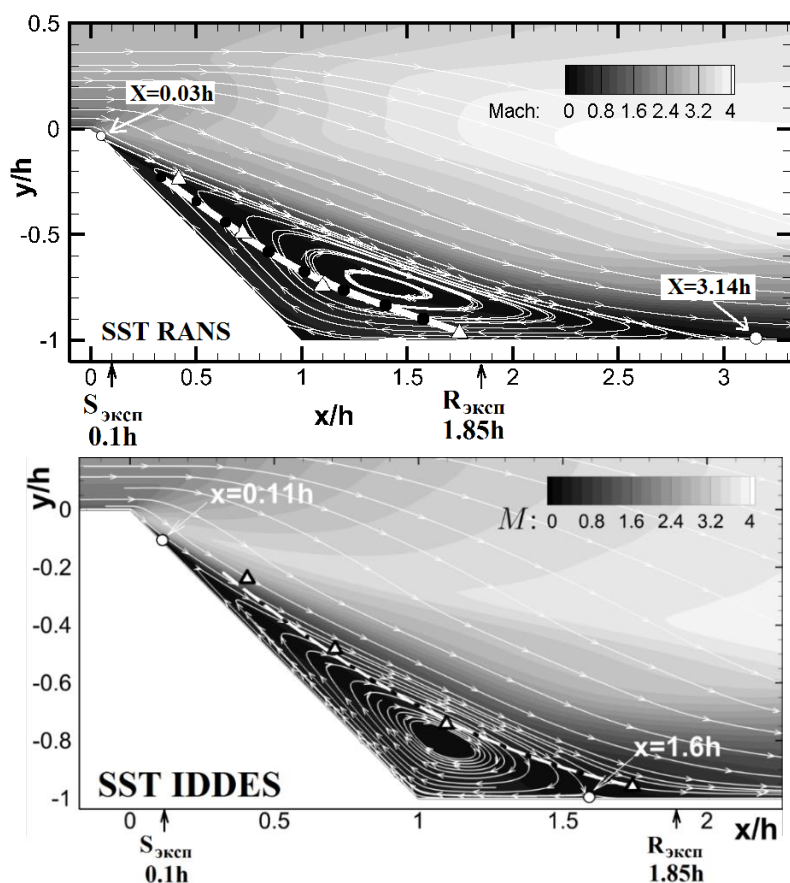 0.5
y/h
X=0.03h
Mach: 0 0.8 1.6 2.4 3.2 4
0
-0.5
X=3.14h
SST RANS
-1
0 0.5 1 1.5 2 2.5 3
Sэксп
0.1h
x/h
Rэксп
1.85h
y/h
x=0.11h
M: 0 0.8 1.6 2.4 3.2 4
0
-0.2
-0.4
-0.6
-0.8
x=1.6h
SST IDDES
-1
0 0.5 1 1.5 2 x/h
Sэксп
0.1h
Rэксп
1.85h